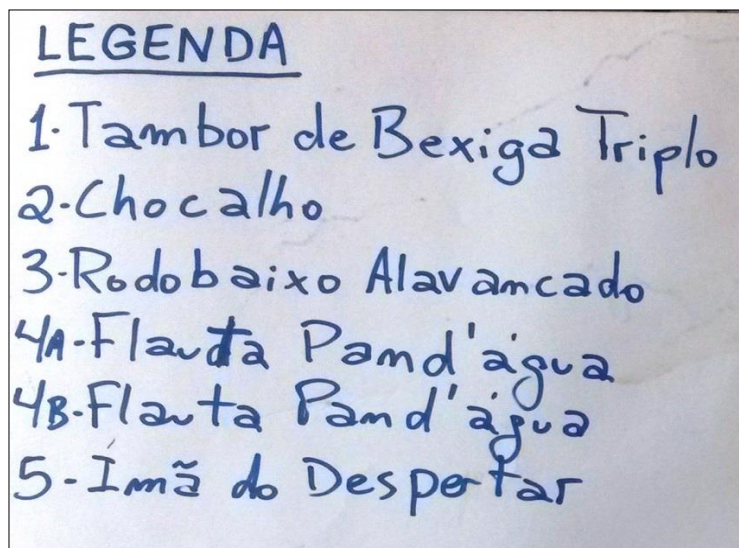 LEGENDA
1-Tambor de Bexiga Triplo
2-Chocalho
3-Rodobaixo Alavancado
4A-Flauta Pand'água
4B-Flauta Pand'água
5-Ímã do Despertar